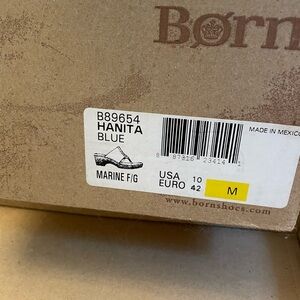 Børn
B89654
HANITA
BLUE
MADE IN MEXICO
MARINE F/G
USA 10
EURO 42
M
www.bornshoes.com